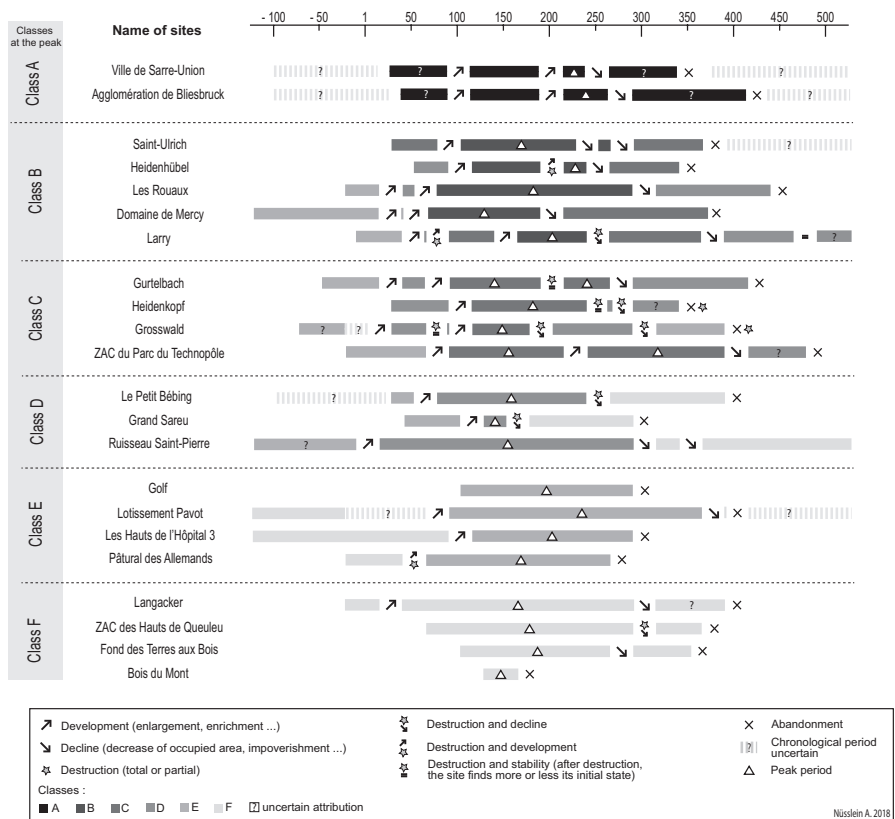 Classes
at the peak
Name of sites
- 100 - 50 1 50 100 150 200 250 300 350 400 450 500
Class A
Ville de Sarre-Union ? ? ? ?
Agglomération de Bliesbruck ? ? ? ?
Class B
Saint-Ulrich ?
Heidenhübel
Les Rouaux
Domaine de Mercy
Larry ?
Class C
Gurtelbach
Heidenkopf ?
Grosswald ? ?
ZAC du Parc du Technopôle ?
Class D
Le Petit Bébing ?
Grand Sareu
Ruisseau Saint-Pierre ?
Class E
Golf
Lotissement Pavot ? ?
Les Hauts de l'Hôpital 3
Pâtural des Allemands
Class F
Langacker ?
ZAC des Hauts de Queuleu
Fond des Terres aux Bois
Bois du Mont
Development (enlargement, enrichment ...)
Decline (decrease of occupied area, impoverishment ...)
Destruction (total or partial)
Destruction and decline
Destruction and development
Destruction and stability (after destruction,
the site finds more or less its initial state)
Abandonment
? Chronological period
uncertain
Peak period
Classes :
A B C D E F ? uncertain attribution
Nüsslein A. 2018